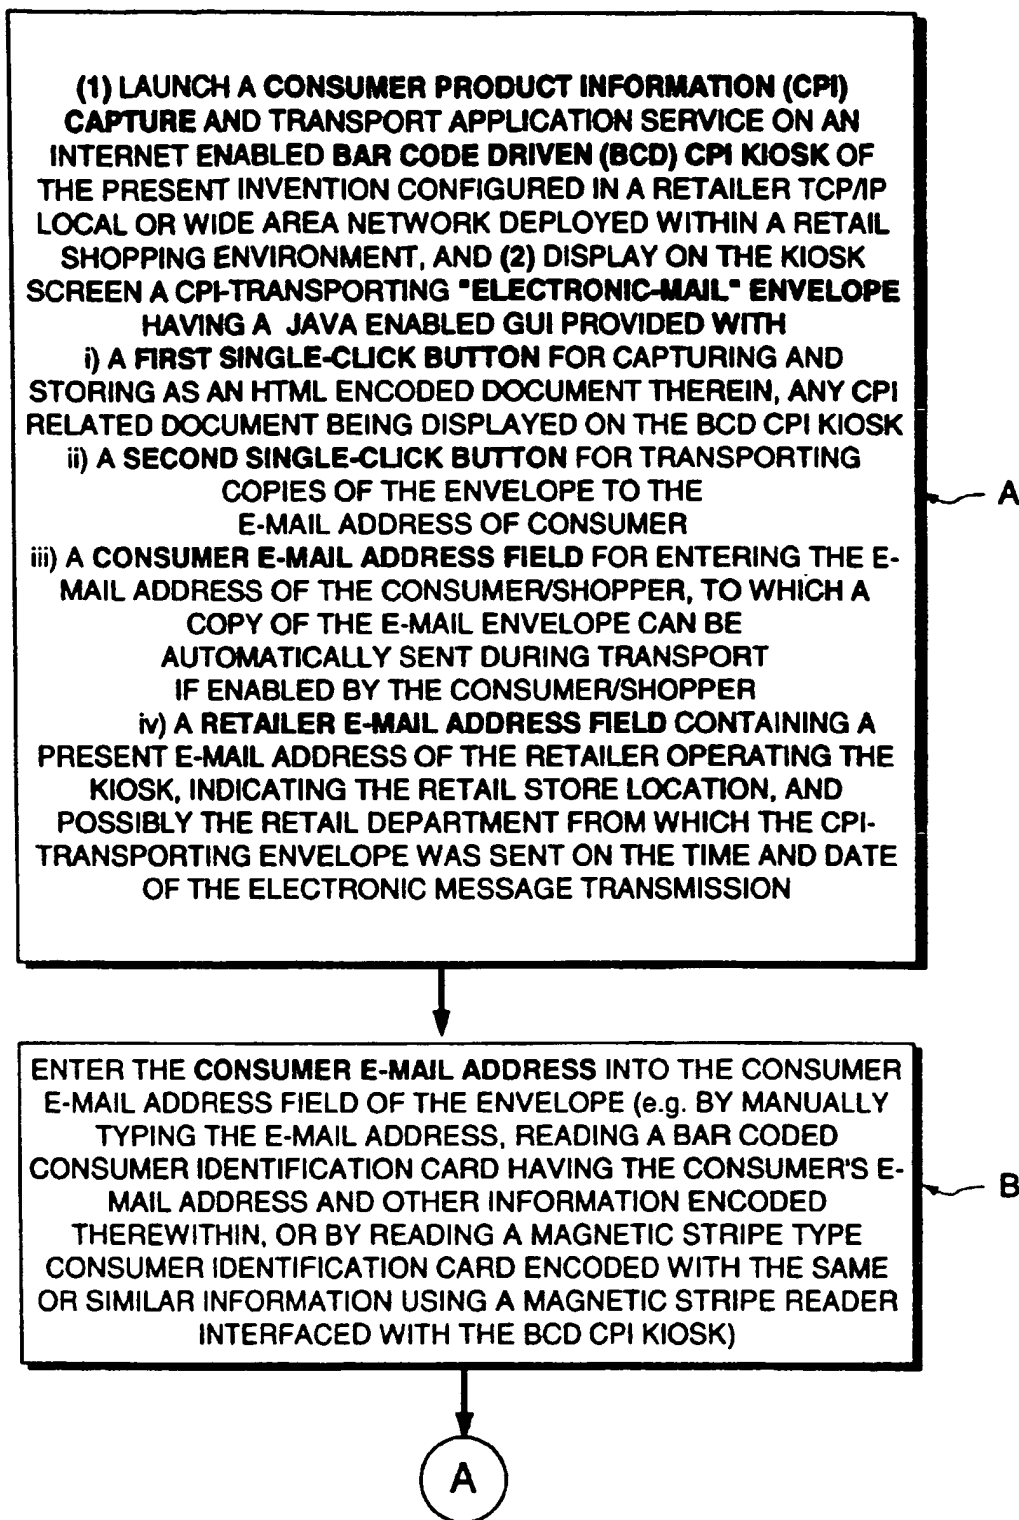 (1) LAUNCH A CONSUMER PRODUCT INFORMATION (CPI)
CAPTURE AND TRANSPORT APPLICATION SERVICE ON AN
INTERNET ENABLED BAR CODE DRIVEN (BCD) CPI KIOSK OF
THE PRESENT INVENTION CONFIGURED IN A RETAILER TCP/IP
LOCAL OR WIDE AREA NETWORK DEPLOYED WITHIN A RETAIL
SHOPPING ENVIRONMENT, AND (2) DISPLAY ON THE KIOSK
SCREEN A CPI-TRANSPORTING "ELECTRONIC-MAIL" ENVELOPE
HAVING A JAVA ENABLED GUI PROVIDED WITH
i) A FIRST SINGLE-CLICK BUTTON FOR CAPTURING AND
STORING AS AN HTML ENCODED DOCUMENT THEREIN, ANY CPI
RELATED DOCUMENT BEING DISPLAYED ON THE BCD CPI KIOSK
ii) A SECOND SINGLE-CLICK BUTTON FOR TRANSPORTING
COPIES OF THE ENVELOPE TO THE
E-MAIL ADDRESS OF CONSUMER
iii) A CONSUMER E-MAIL ADDRESS FIELD FOR ENTERING THE E-
MAIL ADDRESS OF THE CONSUMER/SHOPPER, TO WHICH A
COPY OF THE E-MAIL ENVELOPE CAN BE
AUTOMATICALLY SENT DURING TRANSPORT
IF ENABLED BY THE CONSUMER/SHOPPER
iv) A RETAILER E-MAIL ADDRESS FIELD CONTAINING A
PRESENT E-MAIL ADDRESS OF THE RETAILER OPERATING THE
KIOSK, INDICATING THE RETAIL STORE LOCATION, AND
POSSIBLY THE RETAIL DEPARTMENT FROM WHICH THE CPI-
TRANSPORTING ENVELOPE WAS SENT ON THE TIME AND DATE
OF THE ELECTRONIC MESSAGE TRANSMISSION
A
ENTER THE CONSUMER E-MAIL ADDRESS INTO THE CONSUMER
E-MAIL ADDRESS FIELD OF THE ENVELOPE (e.g. BY MANUALLY
TYPING THE E-MAIL ADDRESS, READING A BAR CODED
CONSUMER IDENTIFICATION CARD HAVING THE CONSUMER'S E-
MAIL ADDRESS AND OTHER INFORMATION ENCODED
THEREWITHIN, OR BY READING A MAGNETIC STRIPE TYPE
CONSUMER IDENTIFICATION CARD ENCODED WITH THE SAME
OR SIMILAR INFORMATION USING A MAGNETIC STRIPE READER
INTERFACED WITH THE BCD CPI KIOSK)
B
A